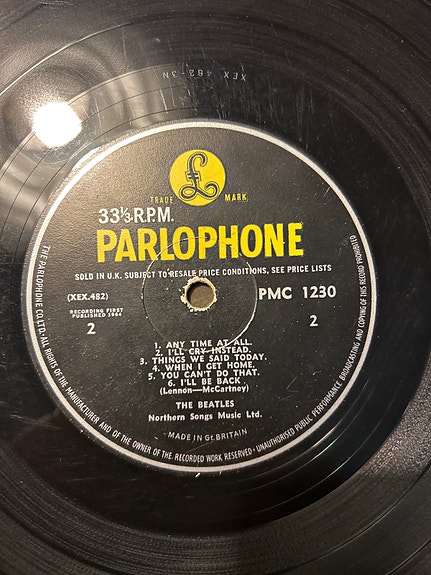 XEX 482-3N
£
TRADE MARK
33⅓ R.P.M.
PARLOPHONE
SOLD IN U.K. SUBJECT TO RESALE PRICE CONDITIONS, SEE PRICE LISTS
(XEX.482) PMC 1230
RECORDING FIRST
PUBLISHED 1964
2 2
1. ANY TIME AT ALL.
2. I'LL CRY INSTEAD.
3. THINGS WE SAID TODAY.
4. WHEN I GET HOME.
5. YOU CAN'T DO THAT.
6. I'LL BE BACK
(Lennon—McCartney)
THE BEATLES
Northern Songs Music Ltd.
MADE IN GT. BRITAIN
THE PARLOPHONE CO.LTD. ALL RIGHTS OF THE MANUFACTURER AND OF THE OWNER OF THE RECORDED WORK RESERVED · UNAUTHORISED PUBLIC PERFORMANCE BROADCASTING AND COPYING OF THIS RECORD PROHIBITED